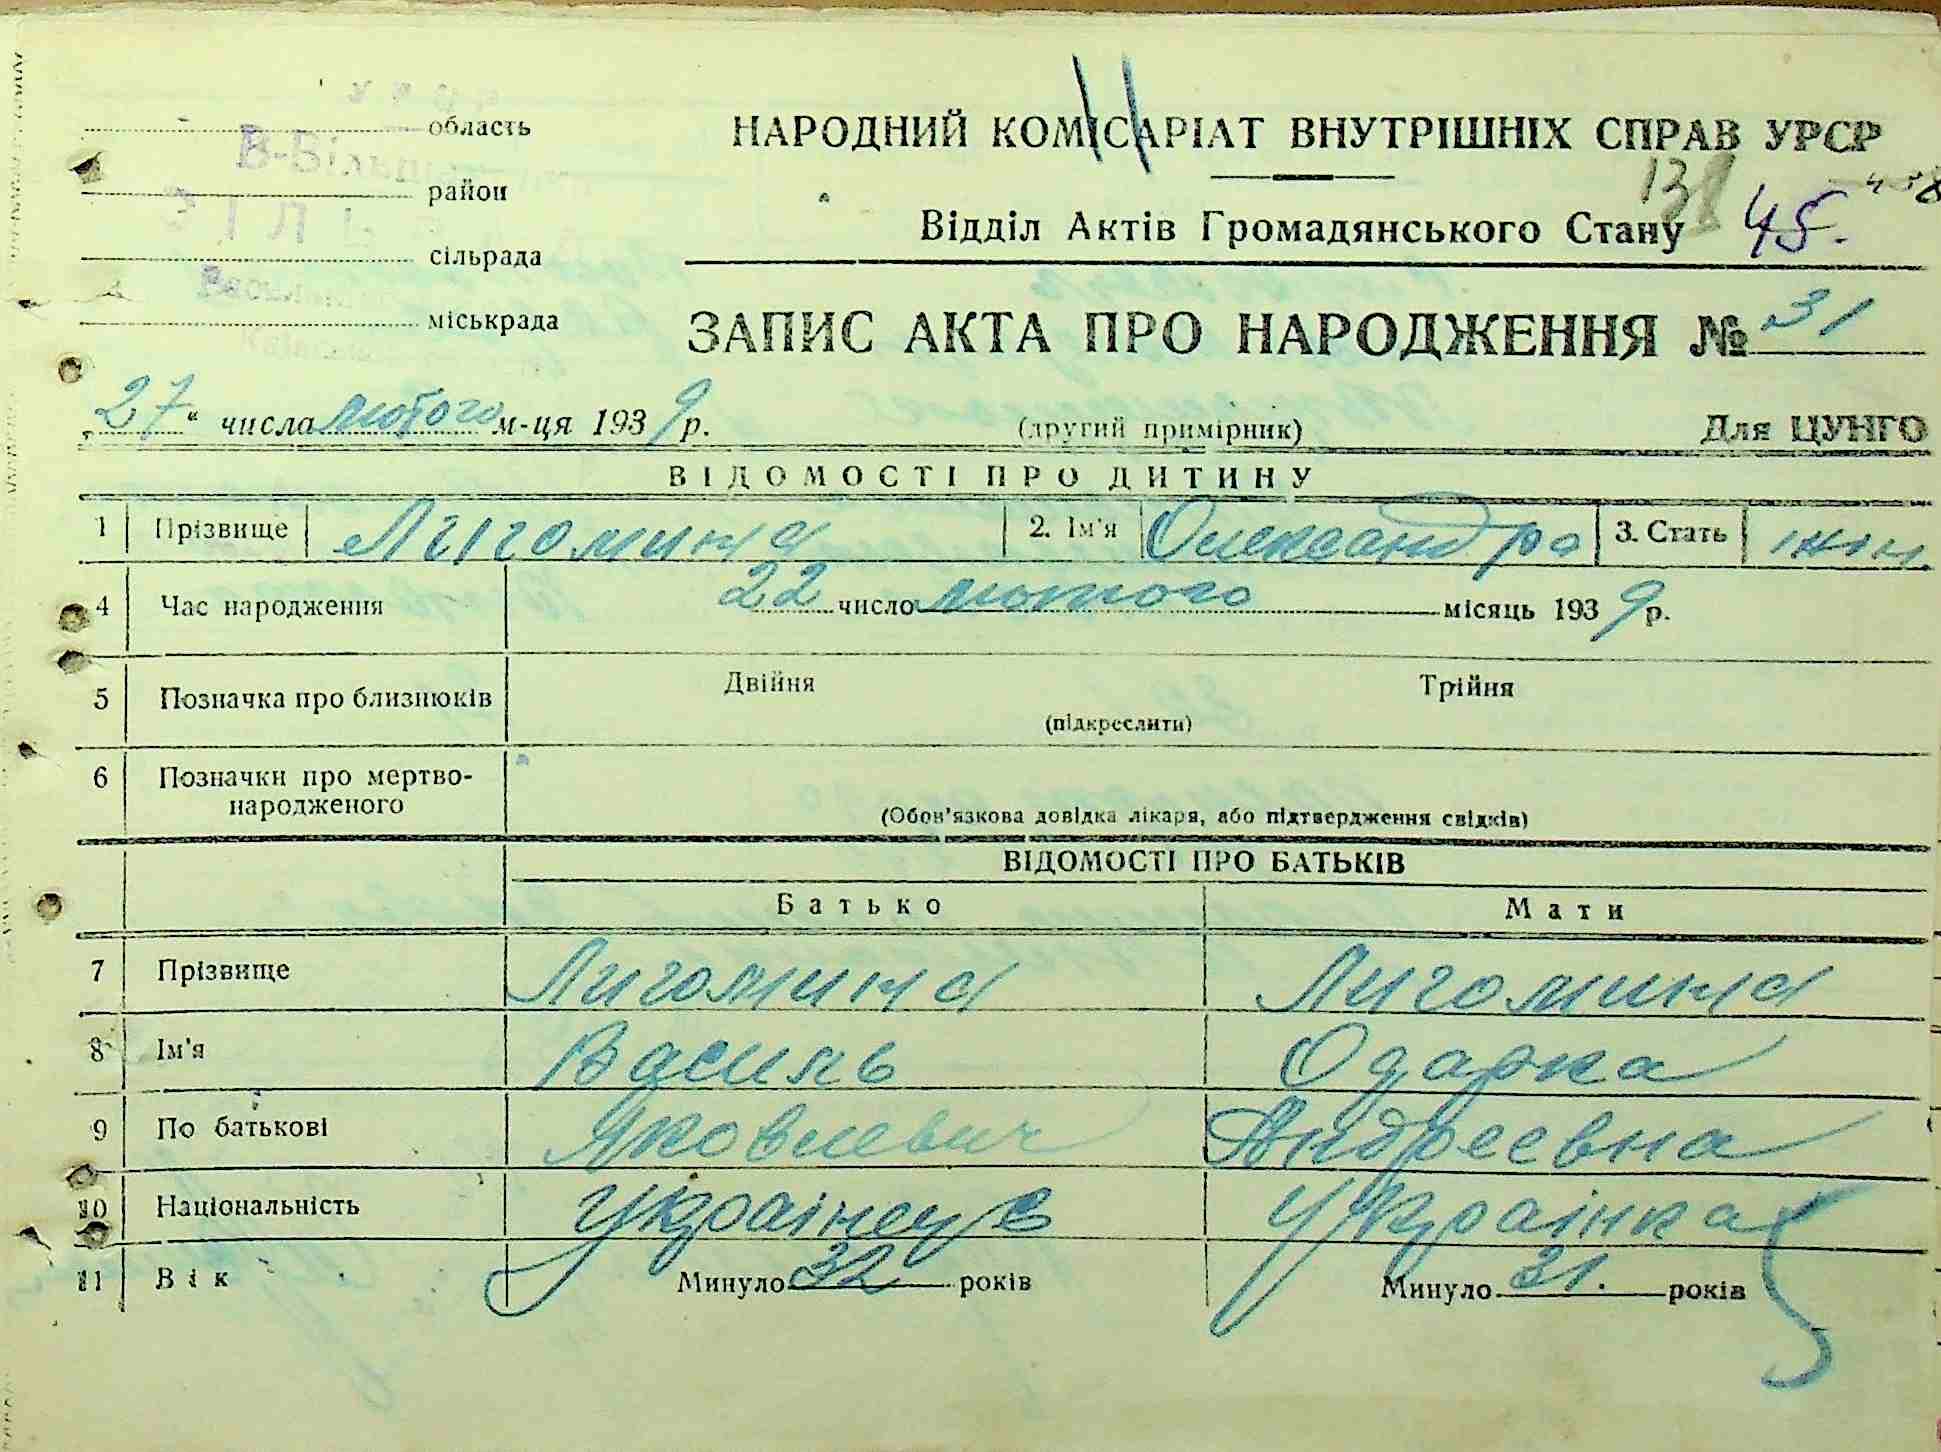 область
район
сільрада
міськрада
НАРОДНИЙ КОМІСАРІАТ ВНУТРІШНІХ СПРАВ УРСР
138 45.
Відділ Актів Громадянського Стану
ЗАПИС АКТА ПРО НАРОДЖЕННЯ № 31
„27“ числа лютого м-ця 1939 р. (другий примірник) Для ЦУНГО
ВІДОМОСТІ ПРО ДИТИНУ
1 Прізвище Лигомина 2. Ім'я Олександра 3. Стать жін.
4 Час народження 22 число лютого місяць 1939 р.
5 Позначка про близнюків Двійня Трійня
(підкреслити)
6 Позначки про мертво-
народженого
(Обов'язкова довідка лікаря, або підтвердження свідків)
ВІДОМОСТІ ПРО БАТЬКІВ
Батько Мати
7 Прізвище Лигомина Лигомина
8 Ім'я Василь Одарка
9 По батькові Яковлевич Андреевна
10 Національність Українець Українка
11 Вік Минуло 32 років Минуло 31. років